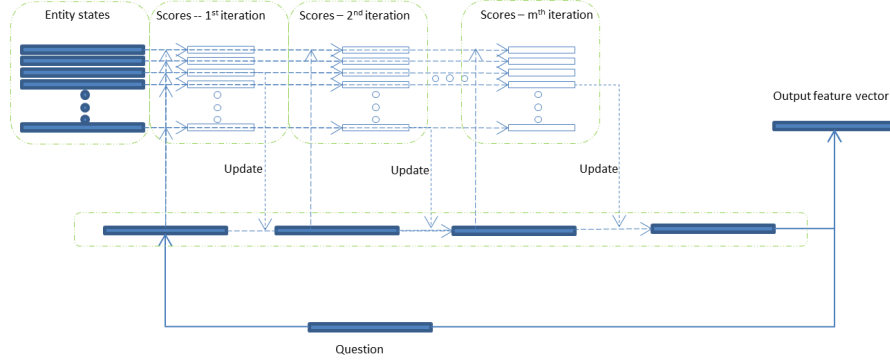 Entity states
Scores -- 1st iteration
Scores – 2nd iteration
Scores – mth iteration
Output feature vector
Update
Update
Update
Question